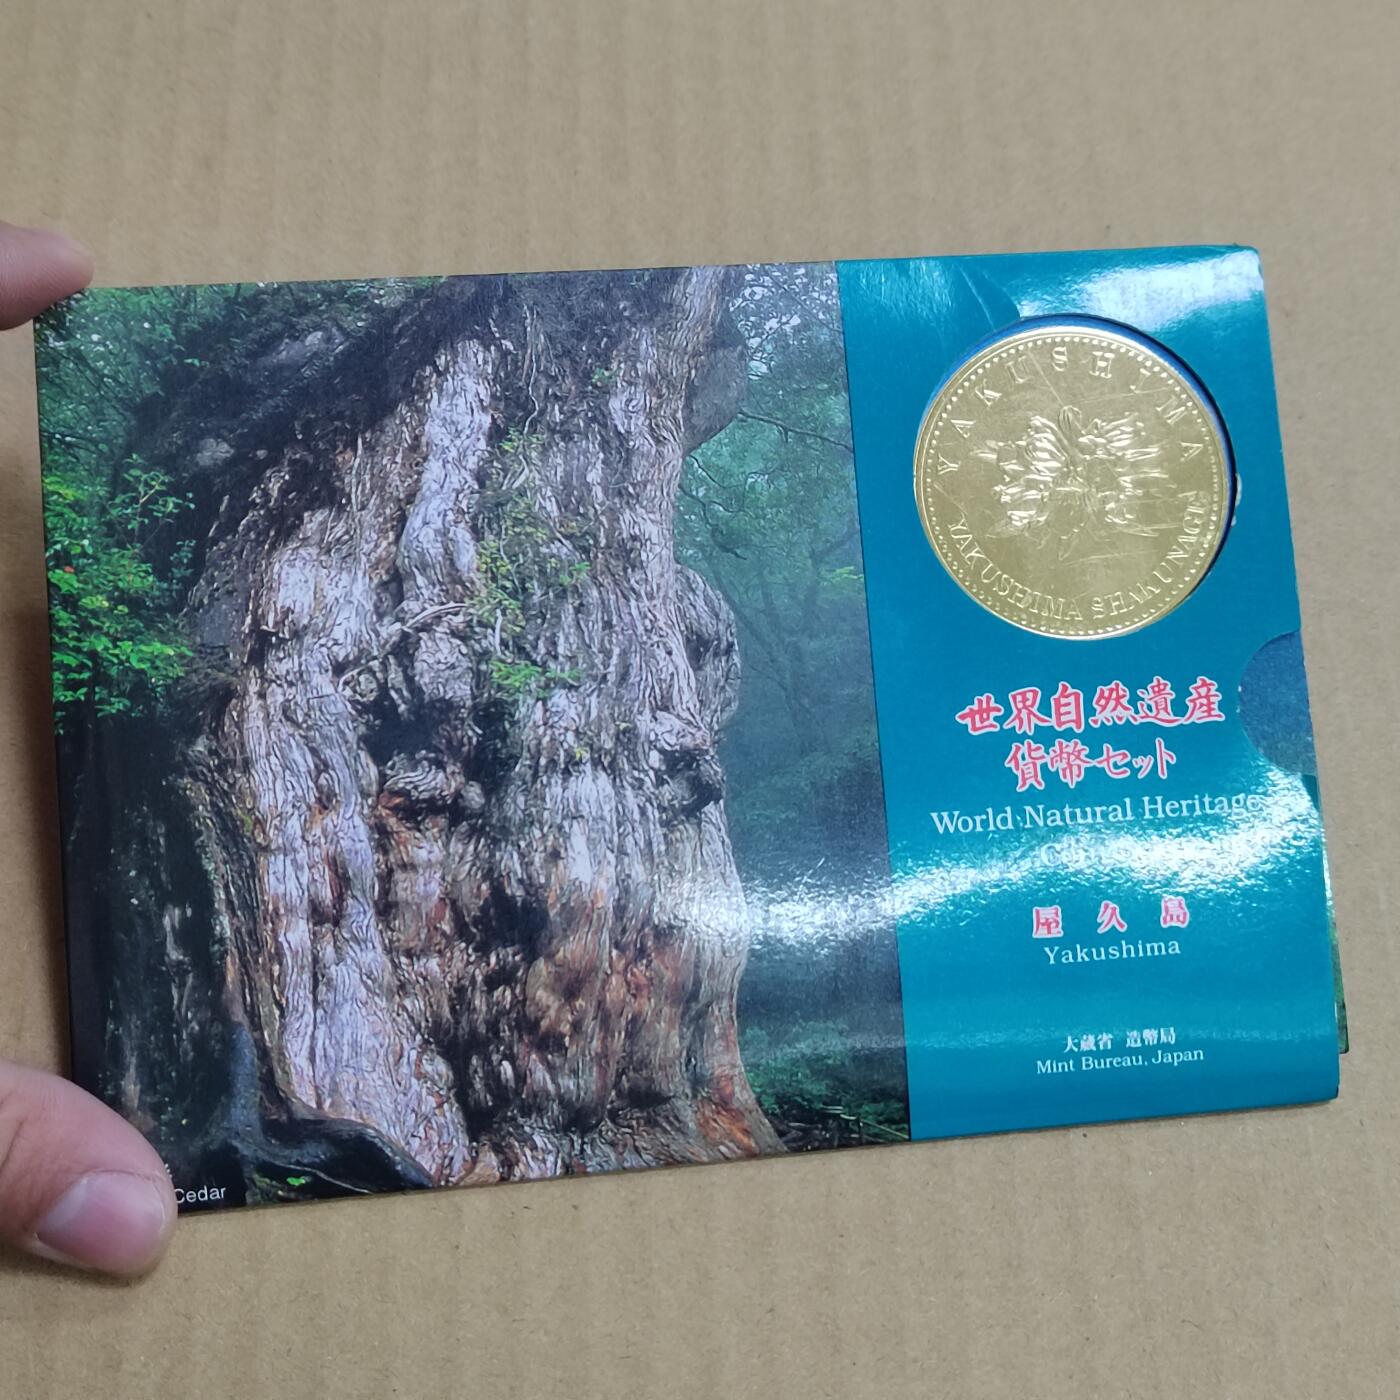 YAKUSHIMA
YAKUSHIMA SHAKUNAGE
世界自然遺産
貨幣セット
World Natural Heritage
屋久島
Yakushima
大蔵省 造幣局
Mint Bureau, Japan
Cedar